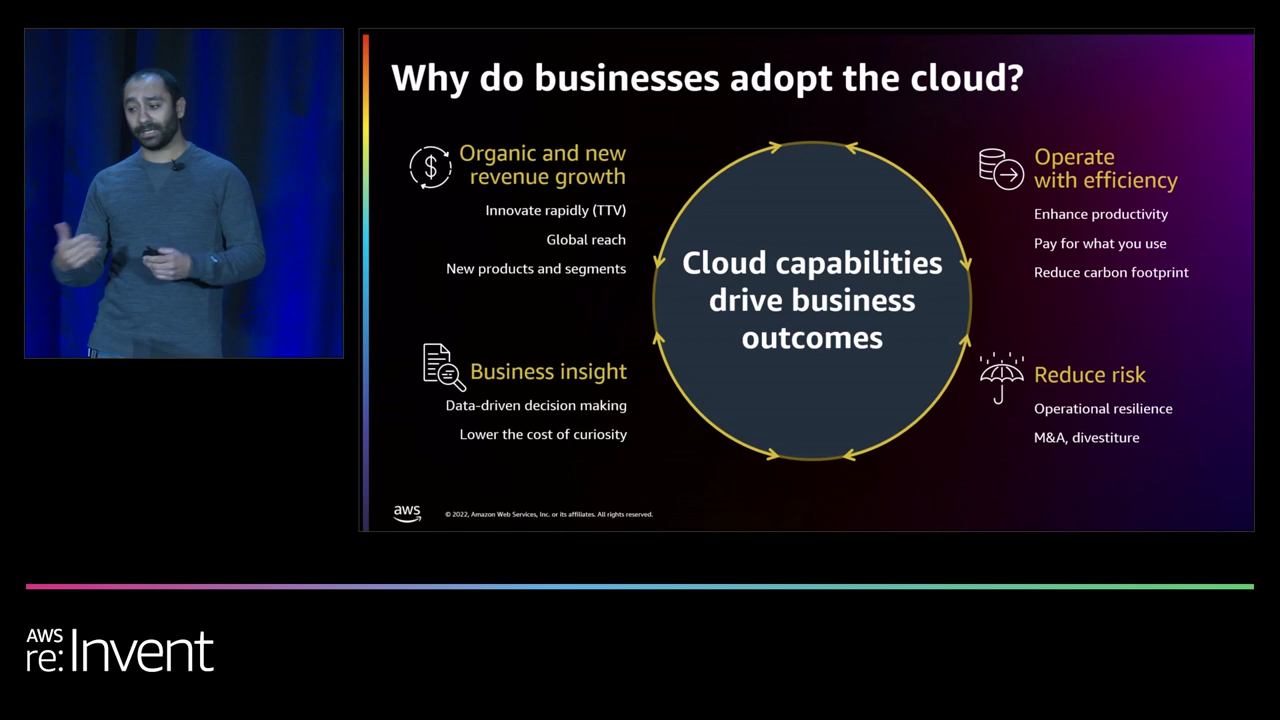 Why do businesses adopt the cloud?
Organic and new
revenue growth
Innovate rapidly (TTV)
Global reach
New products and segments
Business insight
Data-driven decision making
Lower the cost of curiosity
Cloud capabilities
drive business
outcomes
Operate
with efficiency
Enhance productivity
Pay for what you use
Reduce carbon footprint
Reduce risk
Operational resilience
M&A, divestiture
aws
© 2022, Amazon Web Services, Inc. or its affiliates. All rights reserved.
AWS
re:Invent